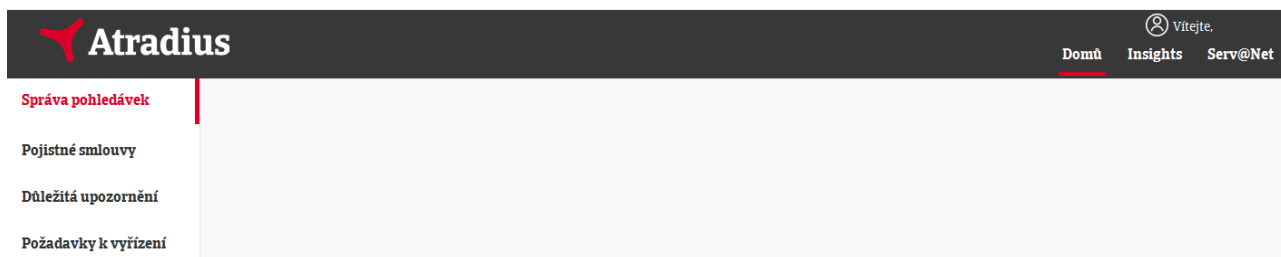 Atradius
Vítejte,
Domů Insights Serv@Net
Správa pohledávek
Pojistné smlouvy
Důležitá upozornění
Požadavky k vyřízení